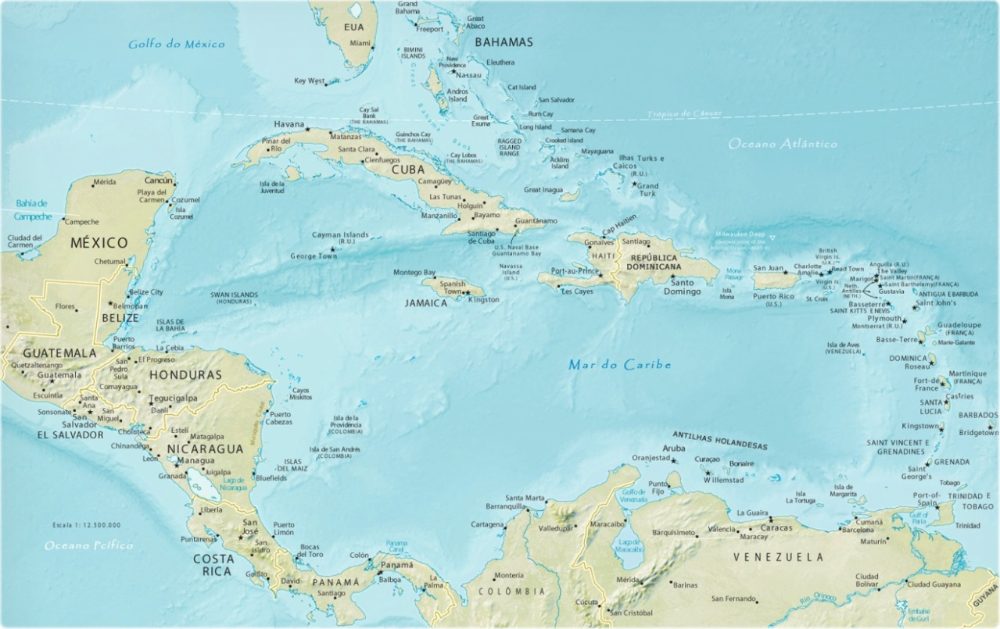 Grand
Bahama
Great
Abaco
EUA
Freeport
BAHAMAS
Golfo do México
Miami
BIMINI
ISLANDS
New
Providence
Eleuthera
Nassau
Key West
Cat Island
Andros
Island
Great Bahama Bank
San Salvador
Cay Sal
Bank
(THE BAHAMAS)
Rum Cay
Trópico de Câncer
Great
Exuma
Long Island
Havana
Samana Cay
Matanzas
Guinchos Cay
(THE BAHAMAS)
Crooked Island
Pinar del
Río
RAGGED
ISLAND
RANGE
Oceano Atlântico
Santa Clara
Mayaguana
Cienfuegos
Cay Lobos
(THE BAHAMAS)
Acklins
Island
Ilhas Turks e
Caicos
(R.U.)
CUBA
Isla de la
Juventud
Camagüey
Grand
Turk
Mérida
Cancún
Great Inagua
Playa del
Carmen
Cozumel
Las Tunas
Holguín
Bahía de
Campeche
Isla
Cozumel
Manzanillo
Bayamo
Guantánamo
Campeche
Cap Haïtien
Ciudad del
Carmen
MÉXICO
Cayman Islands
(R.U.)
Santiago
de Cuba
Milwaukee Deep
Gonaïves
Santiago
George Town
U.S. Naval Base
Guantanamo Bay
HAITI
REPÚBLICA
DOMINICANA
British
Virgin Is.
(U.K.)
Chetumal
Navassa
Island
(U.S.)
Port-au-Prince
Mona
Passage
San Juan
Charlotte
Amalie
Road Town
Anguilla (R.U.)
The Valley
Montego Bay
Marigot
Saint Martin(FRANÇA)
Spanish
Town
Les Cayes
Santo
Domingo
Virgin Is.
(U.S.)
Saint Barthelemy(FRANÇA)
Belize City
Kingston
Isla
Mona
Puerto Rico
(U.S.)
St. Croix
Neth.
Antilles
(NETH.)
Gustavia
ANTIGUA E BARBUDA
SWAN ISLANDS
(HONDURAS)
JAMAICA
Basseterre
Saint John's
Flores
Belmopan
SAINT KITTS E NEVIS
BELIZE
ISLAS DE
LA BAHÍA
Plymouth
Montserrat (R.U.)
Guadeloupe
(FRANÇA)
Puerto
Barrios
La Cebia
Isla de Aves
(VENEZUELA)
Basse-Terre
Marie-Galante
GUATEMALA
San
Pedro
Sula
El Progreso
DOMINICA
Roseau
Quetzaltenango
Guatemala
HONDURAS
Mar do Caribe
Martinique
(FRANÇA)
Comayagua
Fort-de
France
Escuintla
Cayos
Miskitos
Santa
Ana
Tegucigalpa
Castries
Sonsonate
San
Salvador
San
Miguel
Danlí
Mosquito Coast
Puerto
Cabezas
Isla de la
Providencia
(COLOMBIA)
SANTA
LUCIA
BARBADOS
EL SALVADOR
Choloteca
Estelí
Matagalpa
Kingstown
Bridgetown
Chinandega
NICARAGUA
Isla de San Andrés
(COLOMBIA)
ANTILHAS HOLANDESAS
SAINT VINCENT E
GRENADINES
León
Managua
ISLAS
DEL MAIZ
Aruba
Oranjestad
Curaçao
Bonaire
Granada
Juigalpa
Lago de
Nicaragua
Bluefields
Willemstad
Saint
George's
GRENADA
Punto
Fijo
Tobago
Santa Marta
Golfo de
Venezuela
Isla
La Tortuga
Isla de
Margarita
Port-of-
Spain
TRINIDAD E
TOBAGO
Liberia
Barranquilla
La Guaira
Gulf of
Paria
Escala 1: 12.500.000
San
José
Puerto
Limón
Cartagena
Valledupar
Maracaibo
Valencia
Caracas
Cumaná
Barcelona
Trinidad
Puntarenas
San
Isidro
Barquisimeto
Maracay
Maturín
Oceano Pcífico
Bocas
del Toro
Panama
Canal
Lago de
Maracaibo
COSTA
RICA
Colón
Panamá
VENEZUELA
Golfito
David
PANAMÁ
Balboa
La
Palma
Montería
Mérida
Barinas
Ciudad
Bolívar
Ciudad Guayana
Santiago
COLÔMBIA
San Fernando
Río Orinoco
GUYANA
Cúcuta
San Cristóbal
Embalse
de Guri